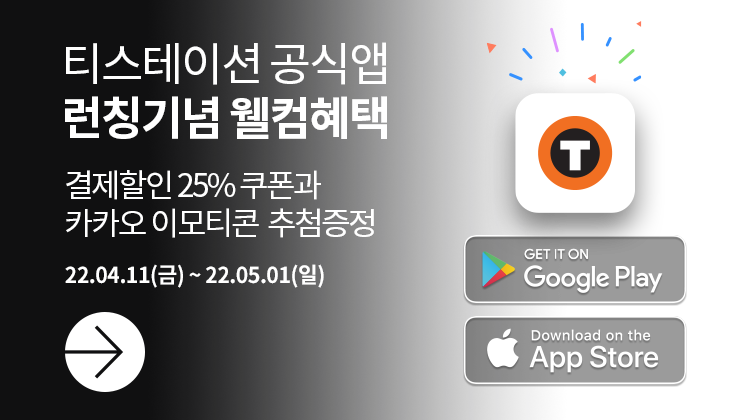 티스테이션 공식앱
런칭기념 웰컴혜택
결제할인 25% 쿠폰과
카카오 이모티콘 추첨증정
22.04.11(금) ~ 22.05.01(일)
T
GET IT ON
Google Play
Download on the
App Store